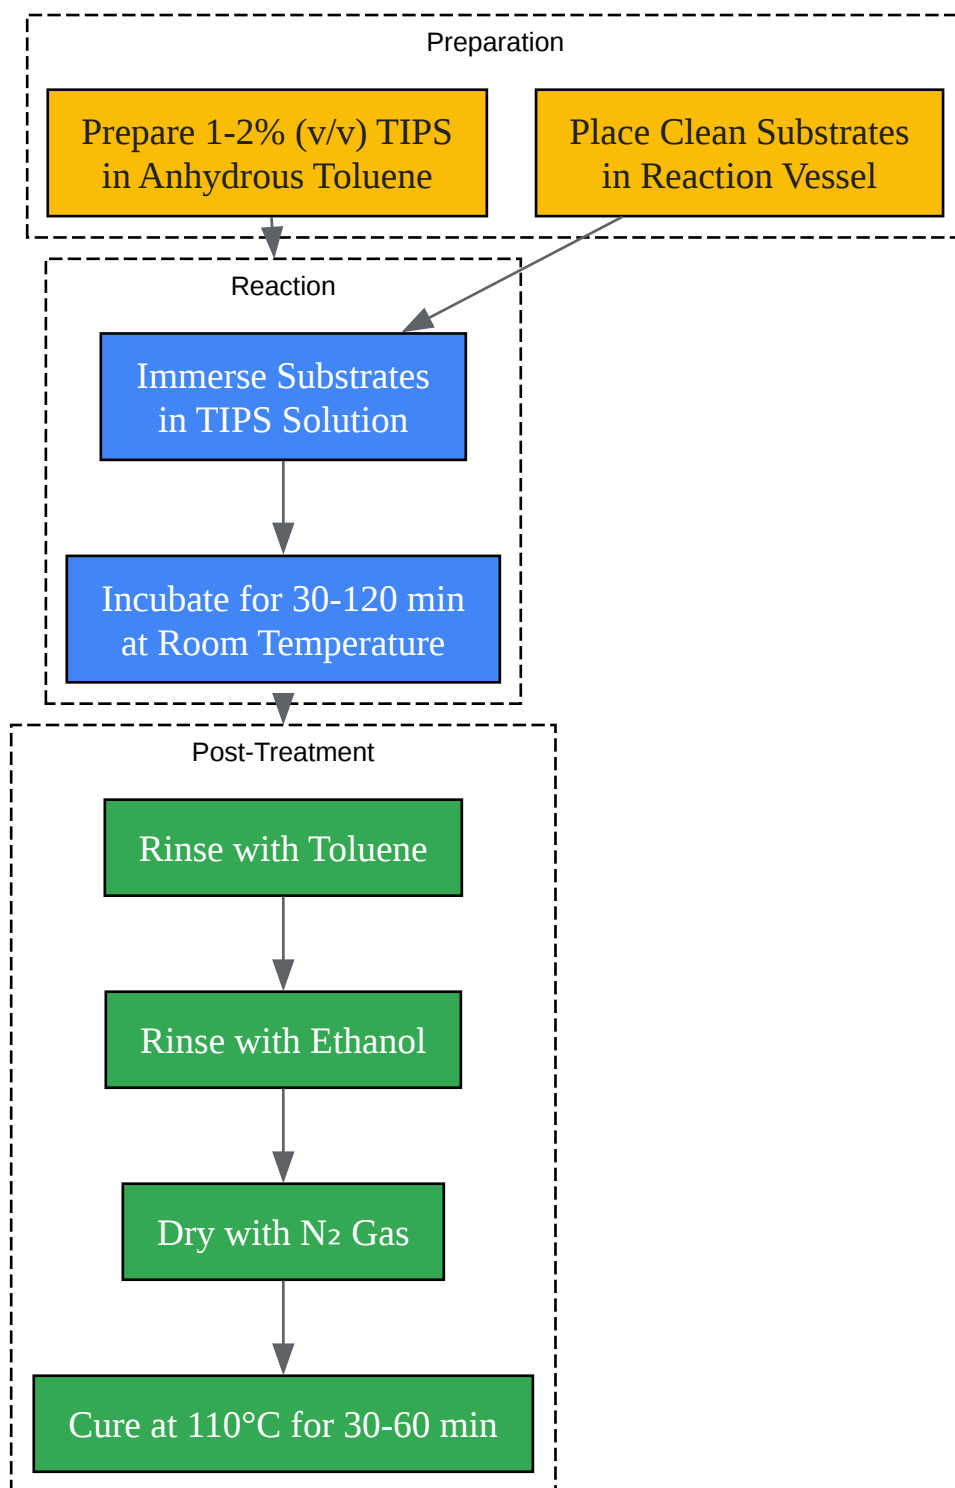 Preparation
Prepare 1-2% (v/v) TIPS
in Anhydrous Toluene
Place Clean Substrates
in Reaction Vessel
Reaction
Immerse Substrates
in TIPS Solution
Incubate for 30-120 min
at Room Temperature
Post-Treatment
Rinse with Toluene
Rinse with Ethanol
Dry with N₂ Gas
Cure at 110°C for 30-60 min